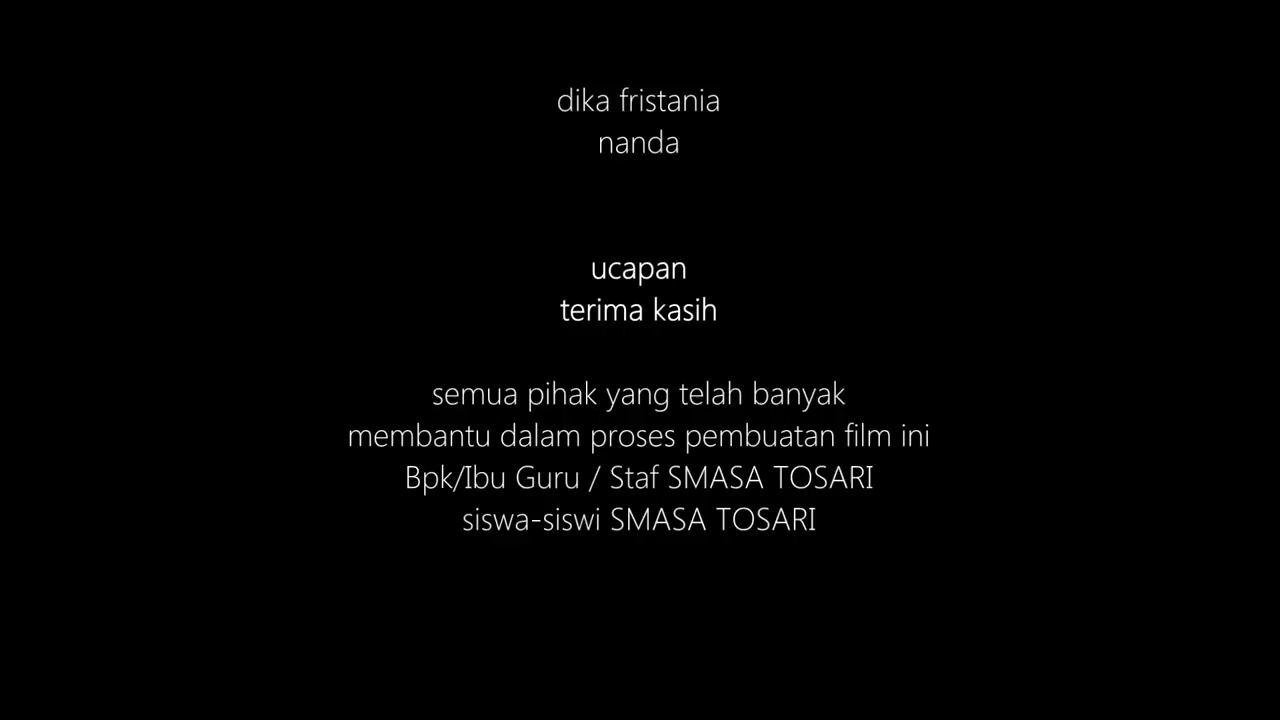 dika fristania
nanda
ucapan
terima kasih
semua pihak yang telah banyak
membantu dalam proses pembuatan film ini
Bpk/Ibu Guru / Staf SMASA TOSARI
siswa-siswi SMASA TOSARI